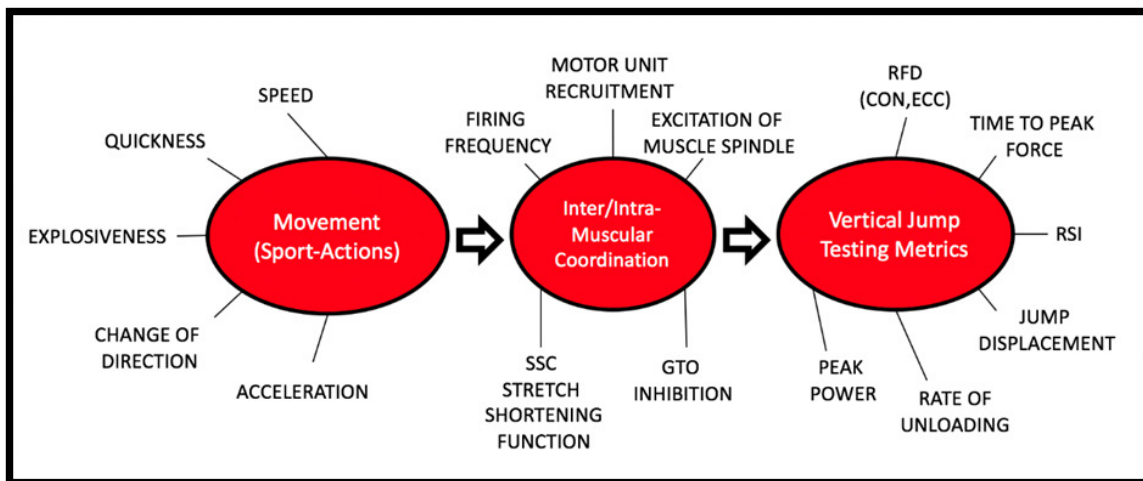 SPEED
QUICKNESS
EXPLOSIVENESS
CHANGE OF
DIRECTION
ACCELERATION
Movement
(Sport-Actions)
MOTOR UNIT
RECRUITMENT
FIRING
FREQUENCY
EXCITATION OF
MUSCLE SPINDLE
Inter/Intra-
Muscular
Coordination
SSC
STRETCH
SHORTENING
FUNCTION
GTO
INHIBITION
RFD
(CON,ECC)
TIME TO PEAK
FORCE
RSI
Vertical Jump
Testing Metrics
JUMP
DISPLACEMENT
PEAK
POWER
RATE OF
UNLOADING